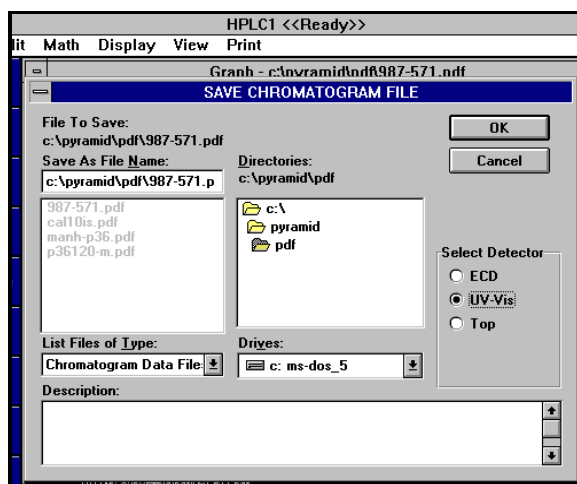 HPLC1 <<Ready>>
lit Math Display View Print
Graph - c:\pyramid\pdf\987-571.pdf
SAVE CHROMATOGRAM FILE
File To Save:
c:\pyramid\pdf\987-571.pdf
OK
Save As File Name:
c:\pyramid\pdf\987-571.p
Directories:
c:\pyramid\pdf
Cancel
987-571.pdf
cal10is.pdf
manh-p36.pdf
p36120-m.pdf
c:\
pyramid
pdf
Select Detector
ECD
UV-Vis
Top
List Files of Type:
Chromatogram Data File
Drives:
c: ms-dos_5
Description: